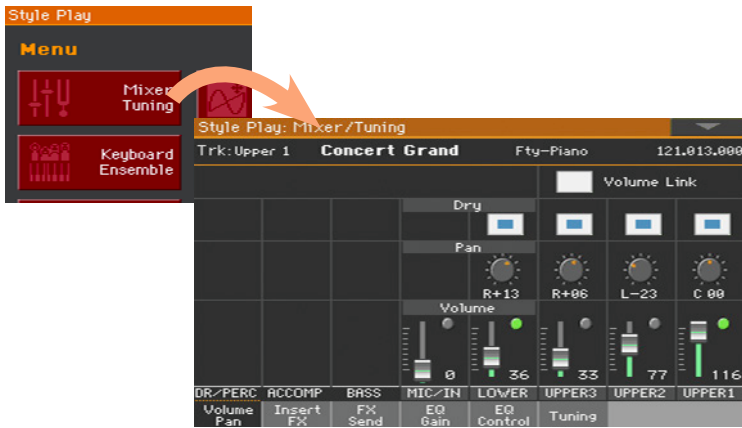 Style Play
Menu
Mixer
Tuning
Keyboard
Ensemble
Style Play: Mixer/Tuning
Trk:Upper 1 Concert Grand Fty-Piano 121.013.000
Volume Link
Dry
Pan
R+13 R+06 L-23 C 00
Volume
0 36 33 77 116
DR/PERC ACCOMP BASS MIC/IN LOWER UPPER3 UPPER2 UPPER1
Volume Insert FX EQ EQ Tuning
Pan FX Send Gain Control